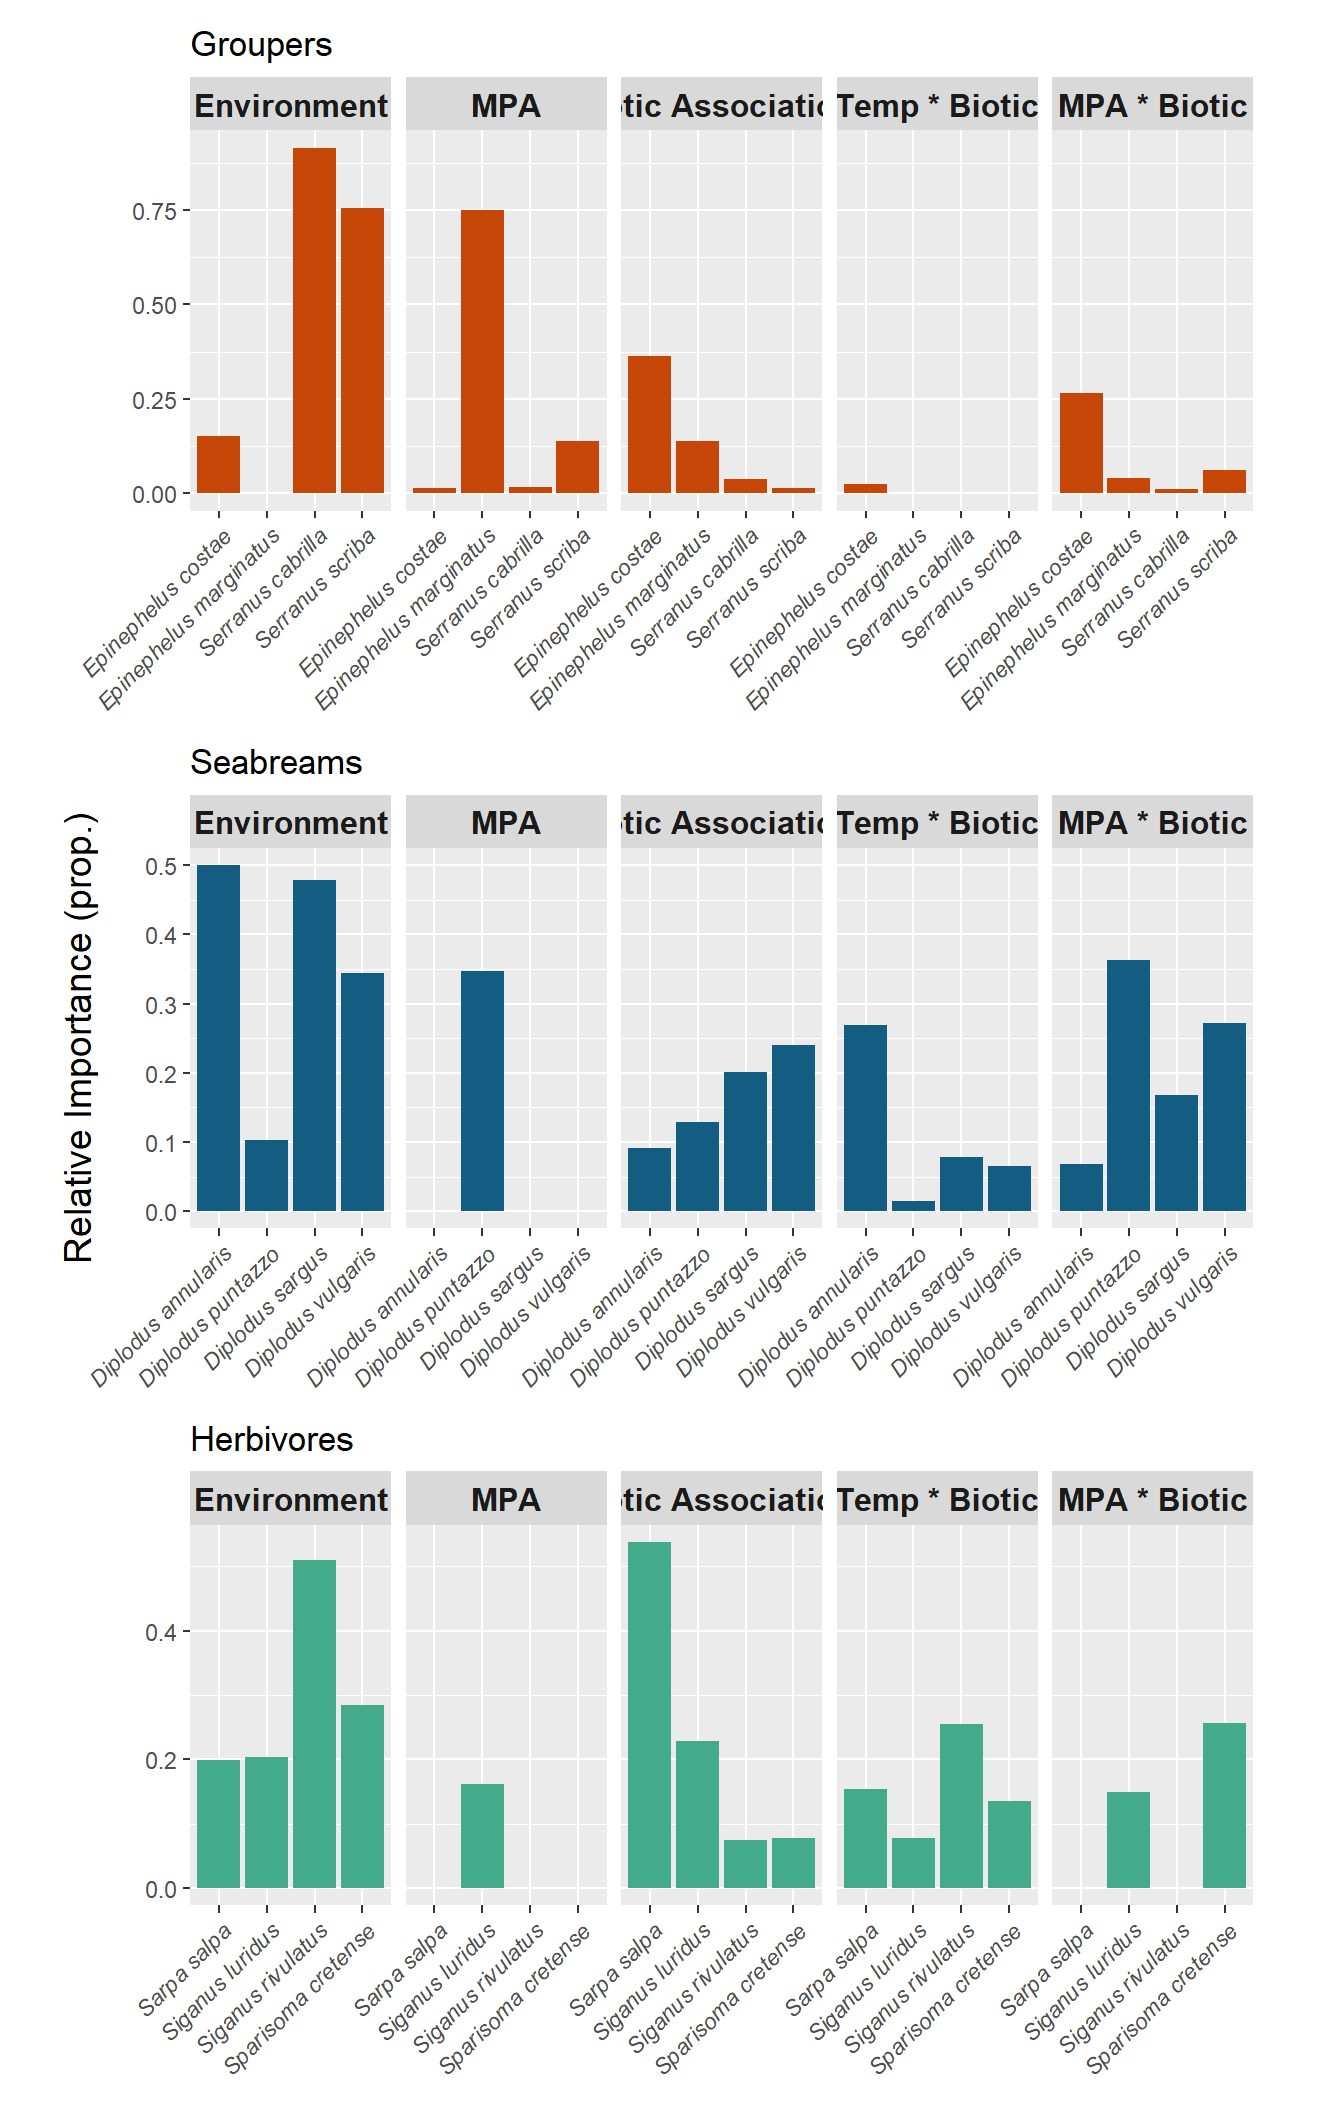 Groupers
Environment MPA tic Associatio Temp * Biotic MPA * Biotic
0.75
0.50
0.25
0.00
Epinephelus costae Epinephelus marginatus Serranus cabrilla Serranus scriba Epinephelus costae Epinephelus marginatus Serranus cabrilla Serranus scriba Epinephelus costae Epinephelus marginatus Serranus cabrilla Serranus scriba Epinephelus costae Epinephelus marginatus Serranus cabrilla Serranus scriba Epinephelus costae Epinephelus marginatus Serranus cabrilla Serranus scriba
Relative Importance (prop.)
Seabreams
Environment MPA tic Associatio Temp * Biotic MPA * Biotic
0.5
0.4
0.3
0.2
0.1
0.0
Diplodus annularis Diplodus puntazzo Diplodus sargus Diplodus vulgaris Diplodus annularis Diplodus puntazzo Diplodus sargus Diplodus vulgaris Diplodus annularis Diplodus puntazzo Diplodus sargus Diplodus vulgaris Diplodus annularis Diplodus puntazzo Diplodus sargus Diplodus vulgaris Diplodus annularis Diplodus puntazzo Diplodus sargus Diplodus vulgaris
Herbivores
Environment MPA tic Associatio Temp * Biotic MPA * Biotic
0.4
0.2
0.0
Sarpa salpa Siganus luridus Siganus rivulatus Sparisoma cretense Sarpa salpa Siganus luridus Siganus rivulatus Sparisoma cretense Sarpa salpa Siganus luridus Siganus rivulatus Sparisoma cretense Sarpa salpa Siganus luridus Siganus rivulatus Sparisoma cretense Sarpa salpa Siganus luridus Siganus rivulatus Sparisoma cretense